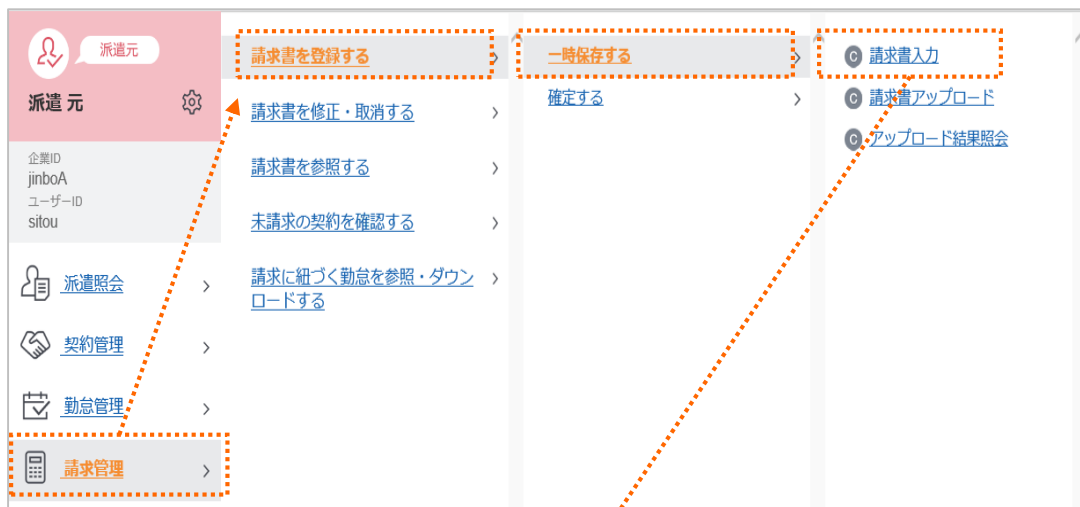 派遣元
派遣 元
企業ID
jinboA
ユーザーID
sitou
派遣照会
契約管理
勤怠管理
請求管理
請求書を登録する
請求書を修正・取消する
請求書を参照する
未請求の契約を確認する
請求に紐づく勤怠を参照・ダウン
ロードする
一時保存する
確定する
C 請求書入力
C 請求書アップロード
C アップロード結果照会